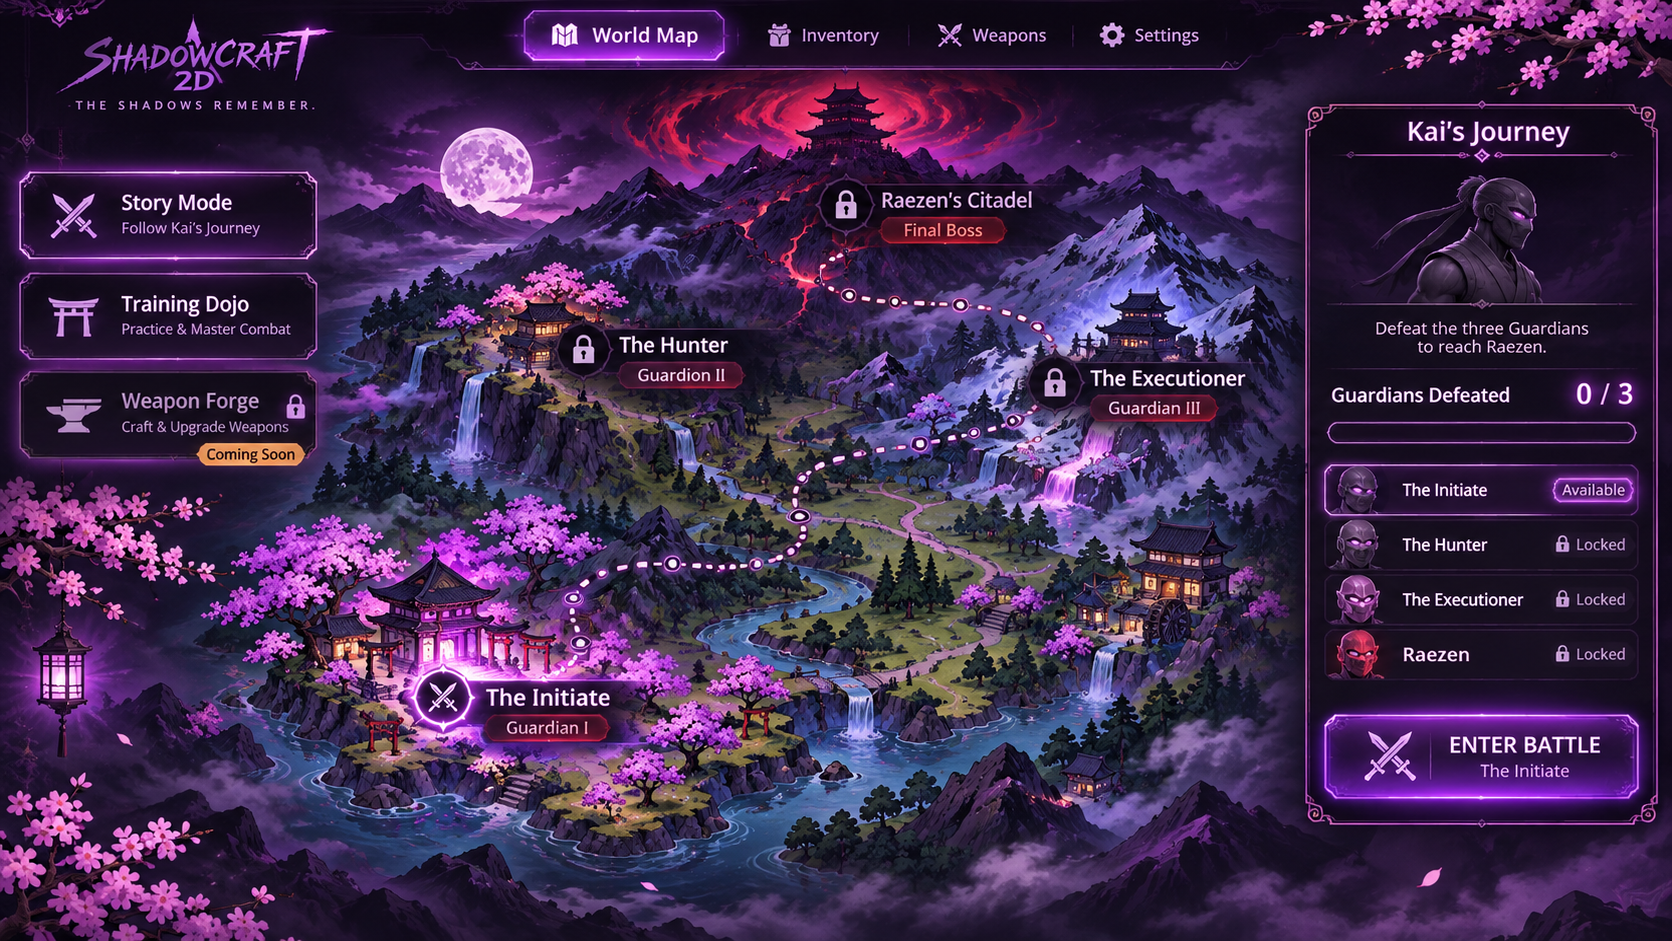 SHADOWCRAFT
2D
THE SHADOWS REMEMBER.
World Map
Inventory
Weapons
Settings
Story Mode
Follow Kai's Journey
Training Dojo
Practice & Master Combat
Weapon Forge
Craft & Upgrade Weapons
Coming Soon
Raezen's Citadel
Final Boss
The Hunter
Guardion II
The Executioner
Guardian III
The Initiate
Guardian I
Kai's Journey
Defeat the three Guardians
to reach Raezen.
Guardians Defeated 0 / 3
The Initiate Available
The Hunter Locked
The Executioner Locked
Raezen Locked
ENTER BATTLE
The Initiate